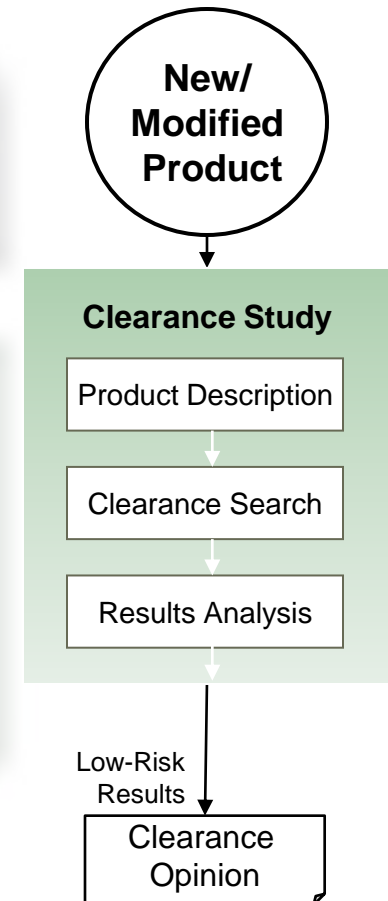 New/
Modified
Product
Clearance Study
Product Description
Clearance Search
Results Analysis
Low-Risk
Results
Clearance
Opinion